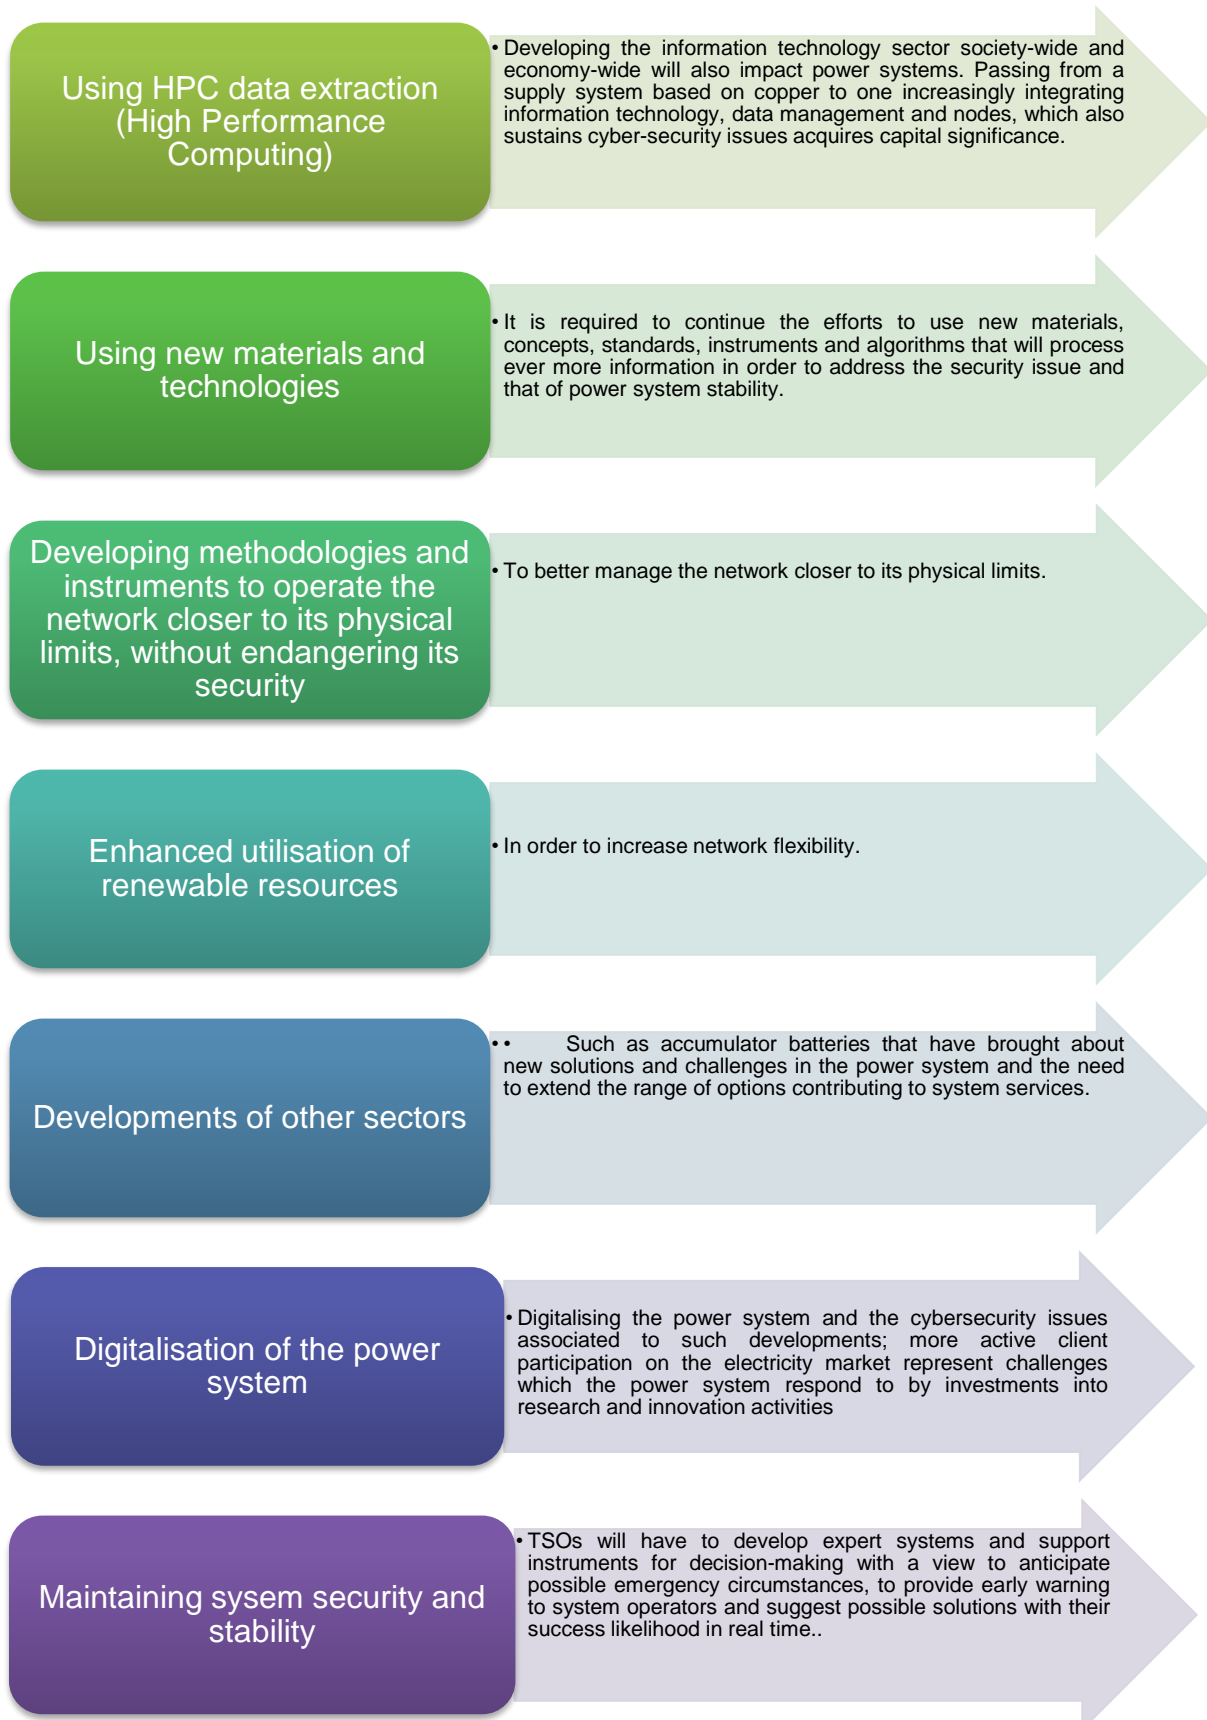 Using HPC data extraction
(High Performance
Computing)
• Developing the information technology sector society-wide and
economy-wide will also impact power systems. Passing from a
supply system based on copper to one increasingly integrating
information technology, data management and nodes, which also
sustains cyber-security issues acquires capital significance.
Using new materials and
technologies
• It is required to continue the efforts to use new materials,
concepts, standards, instruments and algorithms that will process
ever more information in order to address the security issue and
that of power system stability.
Developing methodologies and
instruments to operate the
network closer to its physical
limits, without endangering its
security
• To better manage the network closer to its physical limits.
Enhanced utilisation of
renewable resources
• In order to increase network flexibility.
Developments of other sectors
• • Such as accumulator batteries that have brought about
new solutions and challenges in the power system and the need
to extend the range of options contributing to system services.
Digitalisation of the power
system
• Digitalising the power system and the cybersecurity issues
associated to such developments; more active client
participation on the electricity market represent challenges
which the power system respond to by investments into
research and innovation activities
Maintaining sysem security and
stability
• TSOs will have to develop expert systems and support
instruments for decision-making with a view to anticipate
possible emergency circumstances, to provide early warning
to system operators and suggest possible solutions with their
success likelihood in real time..